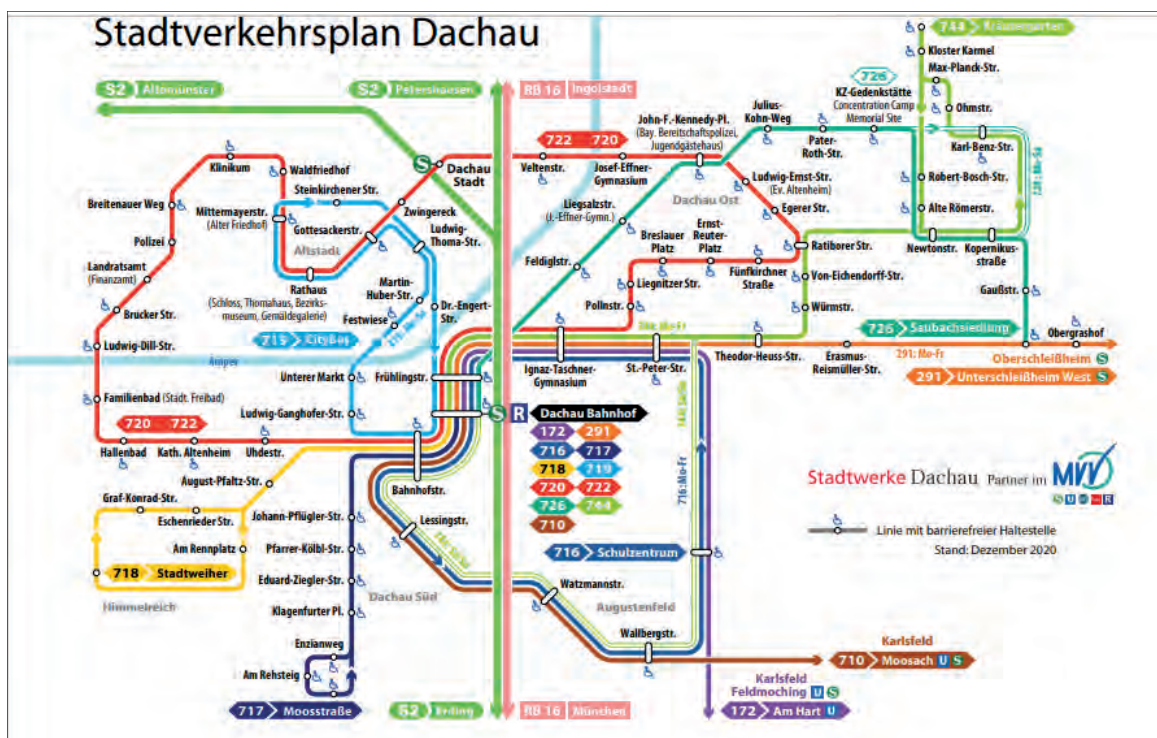 Stadtverkehrsplan Dachau
S2 Altomünster
S2 Petershausen
RB 16 Ingolstadt
722 720
John-F.-Kennedy-Pl.
(Bay. Bereitschaftspolizei,
Jugendgästehaus)
Julius-
Kohn-Weg
726
KZ-Gedenkstätte
Concentration Camp
Memorial Site
744 Kräutergarten
Kloster Karmel
Max-Planck-Str.
Ohmstr.
Karl-Benz-Str.
Pater-
Roth-Str.
Klinikum
Waldfriedhof
Steinkirchener Str.
Dachau
Stadt
Veltenstr.
Josef-Effner-
Gymnasium
Ludwig-Ernst-Str.
(Ev. Altenheim)
Robert-Bosch-Str.
Breitenauer Weg
Mittermayerstr.
(Alter Friedhof)
Zwingereck
Liegsalzstr.
(J.-Effner-Gymn.)
Dachau Ost
Egerer Str.
Alte Römerstr.
Polizei
Gottesackerstr.
Altstadt
Ludwig-
Thoma-Str.
Breslauer
Platz
Ernst-
Reuter-
Platz
Ratiborer Str.
Newtonstr.
Kopernikus-
straße
Landratsamt
(Finanzamt)
Rathaus
(Schloss, Thomahaus, Bezirks-
museum, Gemäldegalerie)
Martin-
Huber-Str.
Feldiglstr.
Liegnitzer Str.
Fünfkirchner
Straße
Von-Eichendorff-Str.
Gaußstr.
Brucker Str.
Festwiese
Dr.-Engert-
Str.
Pollnstr.
Würmstr.
719 CityBus
726 Saubachsiedlung
Obergrashof
Ludwig-Dill-Str.
Amper
Unterer Markt
Frühlingstr.
Ignaz-Taschner-
Gymnasium
St.-Peter-Str.
Theodor-Heuss-Str.
Erasmus-
Reismüller-Str.
291: Mo-Fr
Oberschleißheim S
291 Unterschleißheim West S
Familienbad (Städt. Freibad)
Ludwig-Ganghofer-Str.
S R Dachau Bahnhof
172 291
716 717
718 719
720 722
726 744
710
720 722
Hallenbad
Kath. Altenheim
Uhdestr.
August-Pfaltz-Str.
Bahnhofstr.
716: Mo-Fr
Stadtwerke Dachau Partner im MVV
Graf-Konrad-Str.
Eschenrieder Str.
Johann-Pflügler-Str.
Lessingstr.
Linie mit barrierefreier Haltestelle
Stand: Dezember 2020
Am Rennplatz
Pfarrer-Kölbl-Str.
716 Schulzentrum
718 Stadtweiher
Eduard-Ziegler-Str.
Watzmannstr.
Himmelreich
Dachau Süd
Augustenfeld
Klagenfurter Pl.
Wallbergstr.
Enzianweg
Karlsfeld
710 Moosach U S
Am Rehsteig
Karlsfeld
Feldmoching U S
717 Moosstraße
S2 Erding
RB 16 München
172 Am Hart U